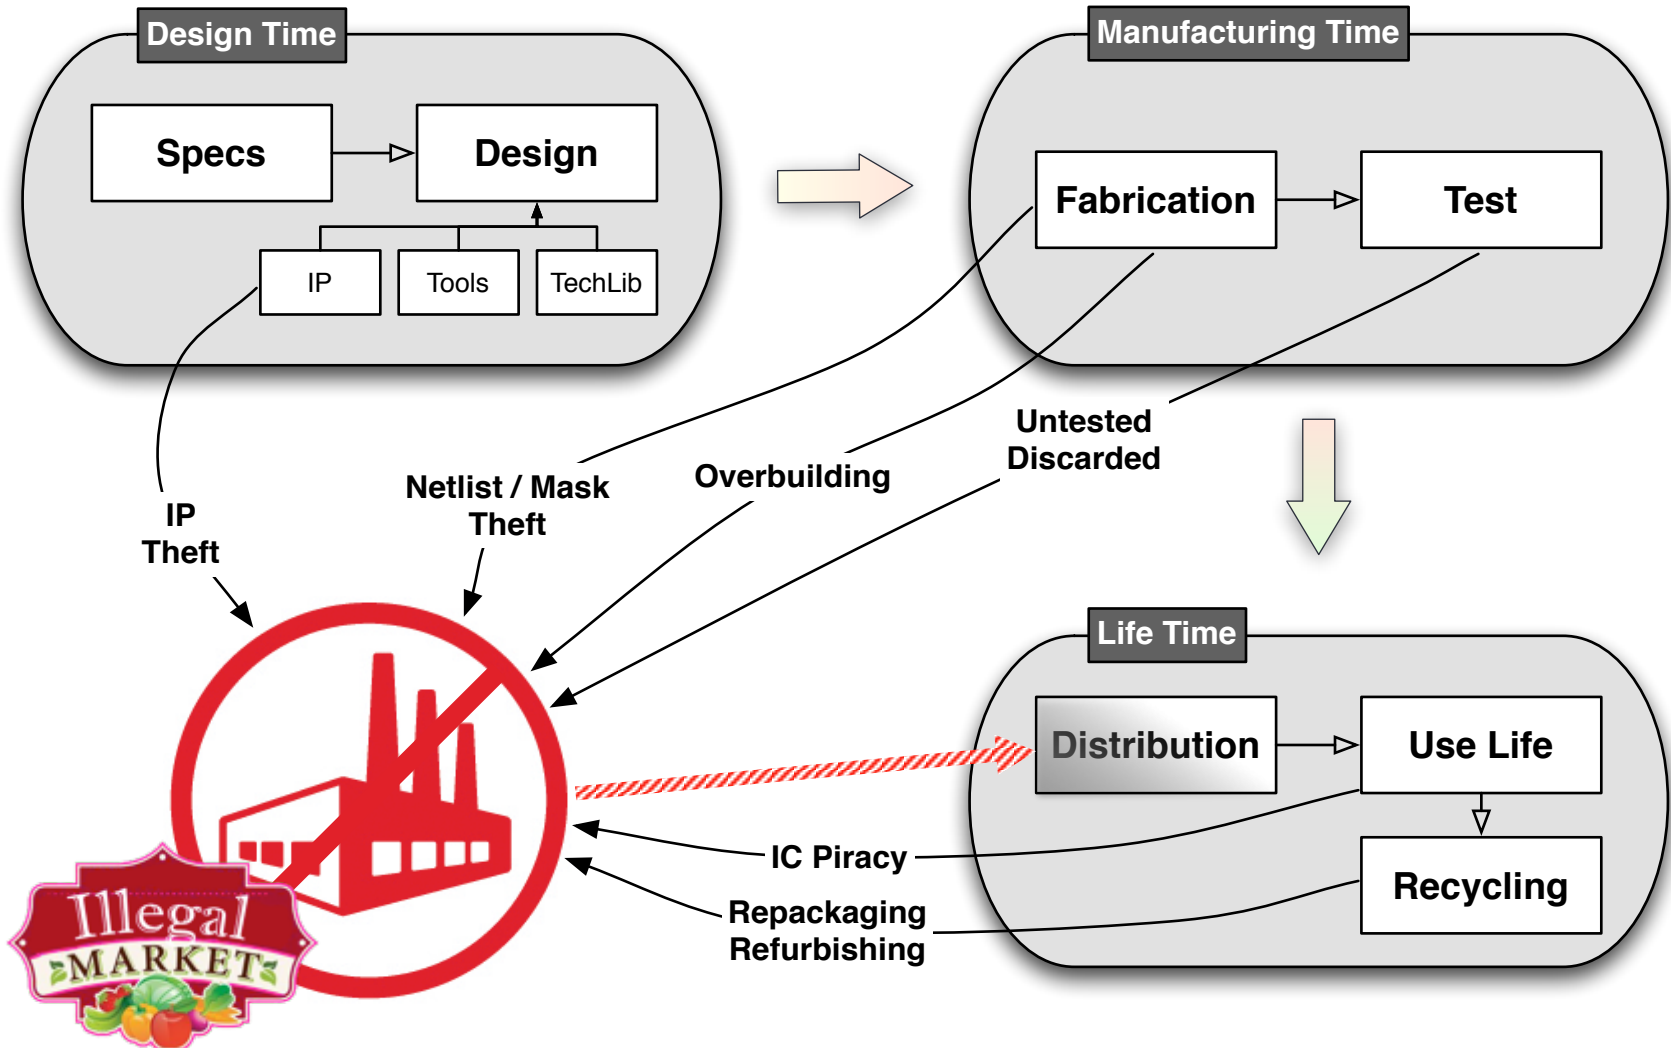 Design Time
Manufacturing Time
Specs
Design
Fabrication
Test
IP
Tools
TechLib
Untested
Discarded
Overbuilding
Netlist / Mask
Theft
IP
Theft
Life Time
Distribution
Use Life
IC Piracy
Recycling
Repackaging
Refurbishing
Illegal
MARKET